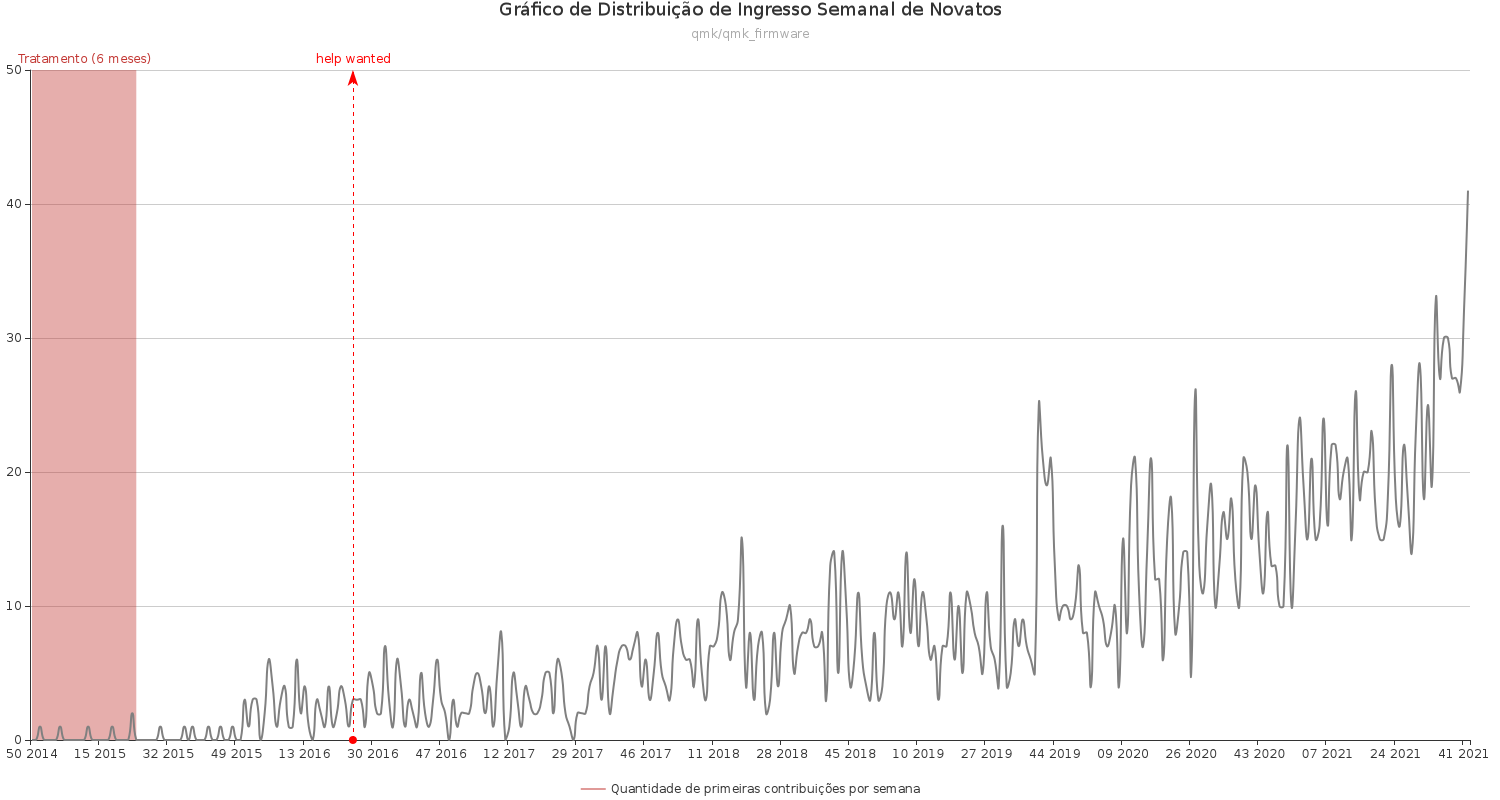 Gráfico de Distribuição de Ingresso Semanal de Novatos
qmk/qmk_firmware
Tratamento (6 meses)
help wanted
50
40
30
20
10
0
50 2014 15 2015 32 2015 49 2015 13 2016 30 2016 47 2016 12 2017 29 2017 46 2017 11 2018 28 2018 45 2018 10 2019 27 2019 44 2019 09 2020 26 2020 43 2020 07 2021 24 2021 41 2021
Quantidade de primeiras contribuições por semana